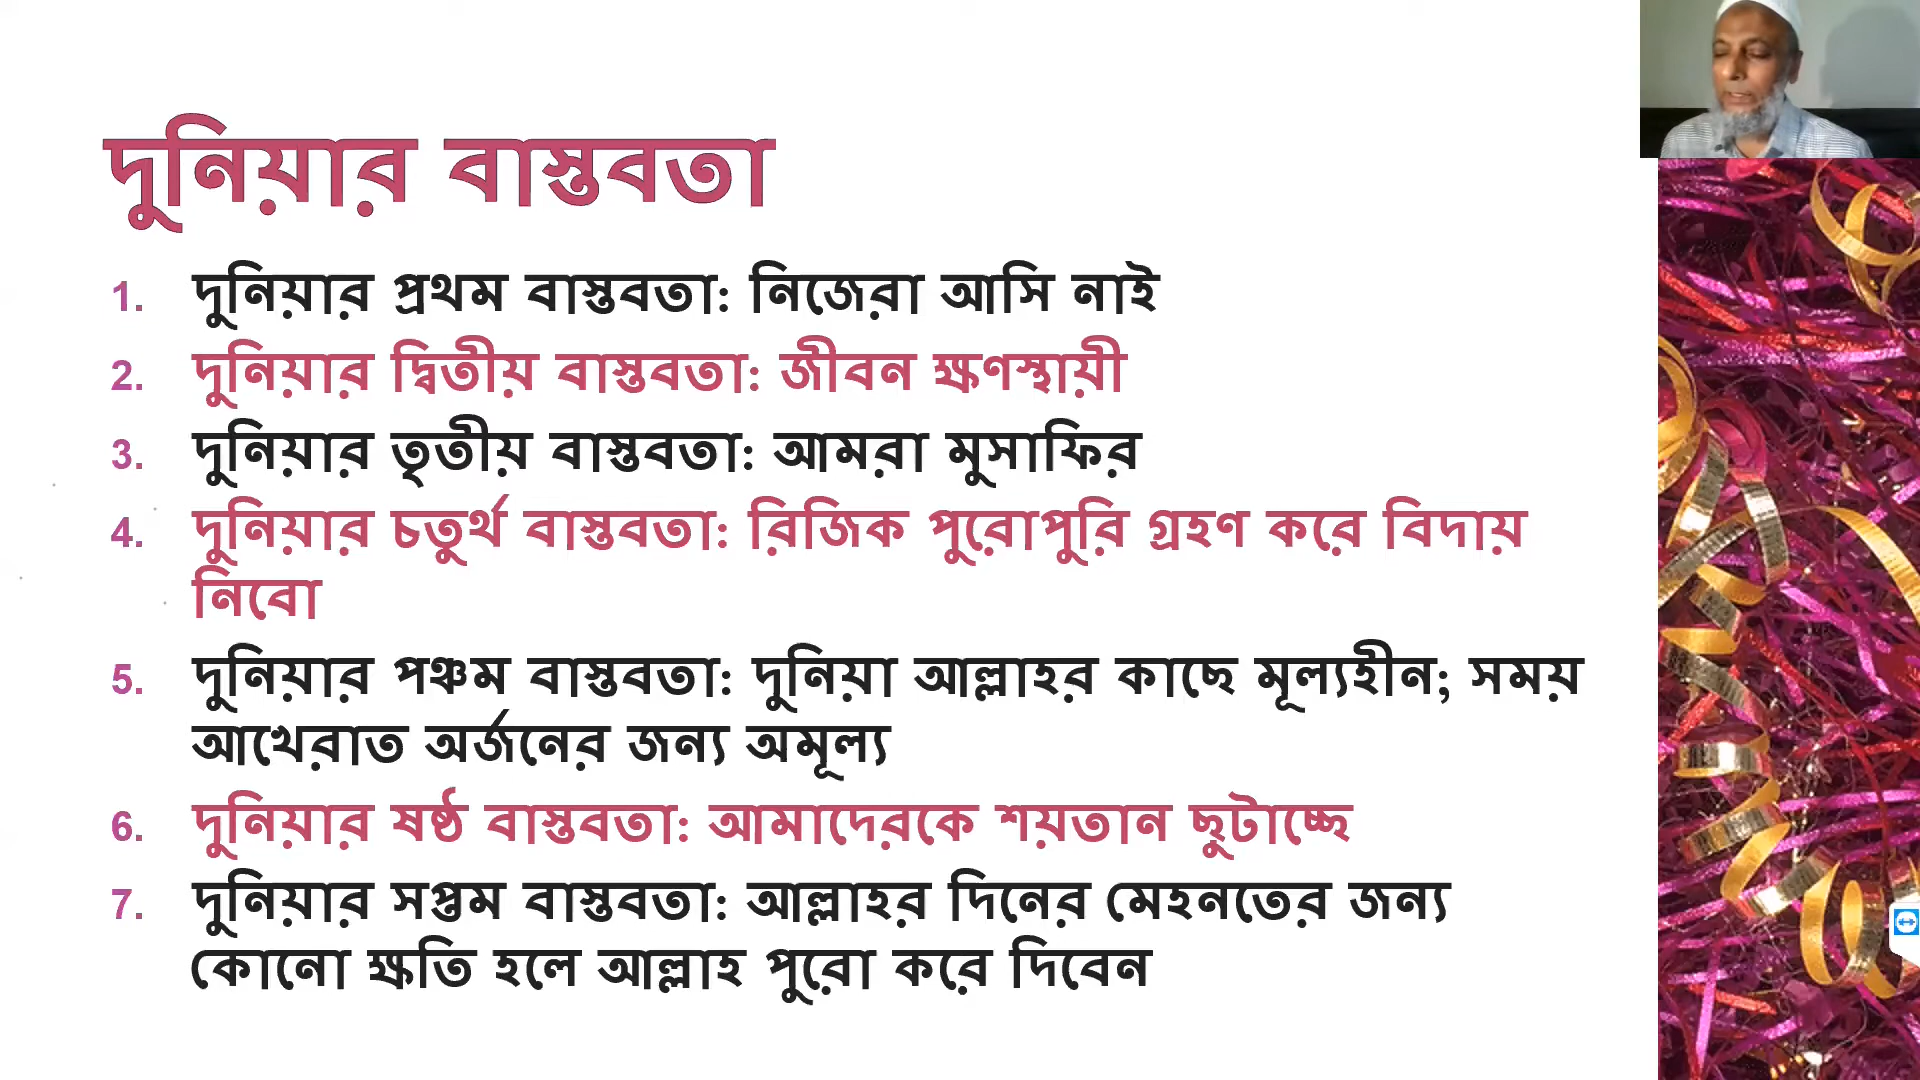 দুনিয়ার বাস্তবতা
1. দুনিয়ার প্রথম বাস্তবতা: নিজেরা আসি নাই
2. দুনিয়ার দ্বিতীয় বাস্তবতা: জীবন ক্ষণস্থায়ী
3. দুনিয়ার তৃতীয় বাস্তবতা: আমরা মুসাফির
4. দুনিয়ার চতুর্থ বাস্তবতা: রিজিক পুরোপুরি গ্রহণ করে বিদায়
নিবো
5. দুনিয়ার পঞ্চম বাস্তবতা: দুনিয়া আল্লাহর কাছে মূল্যহীন; সময়
আখেরাত অর্জনের জন্য অমূল্য
6. দুনিয়ার ষষ্ঠ বাস্তবতা: আমাদেরকে শয়তান ছুটাচ্ছে
7. দুনিয়ার সপ্তম বাস্তবতা: আল্লাহর দিনের মেহনতের জন্য
কোনো ক্ষতি হলে আল্লাহ পুরো করে দিবেন